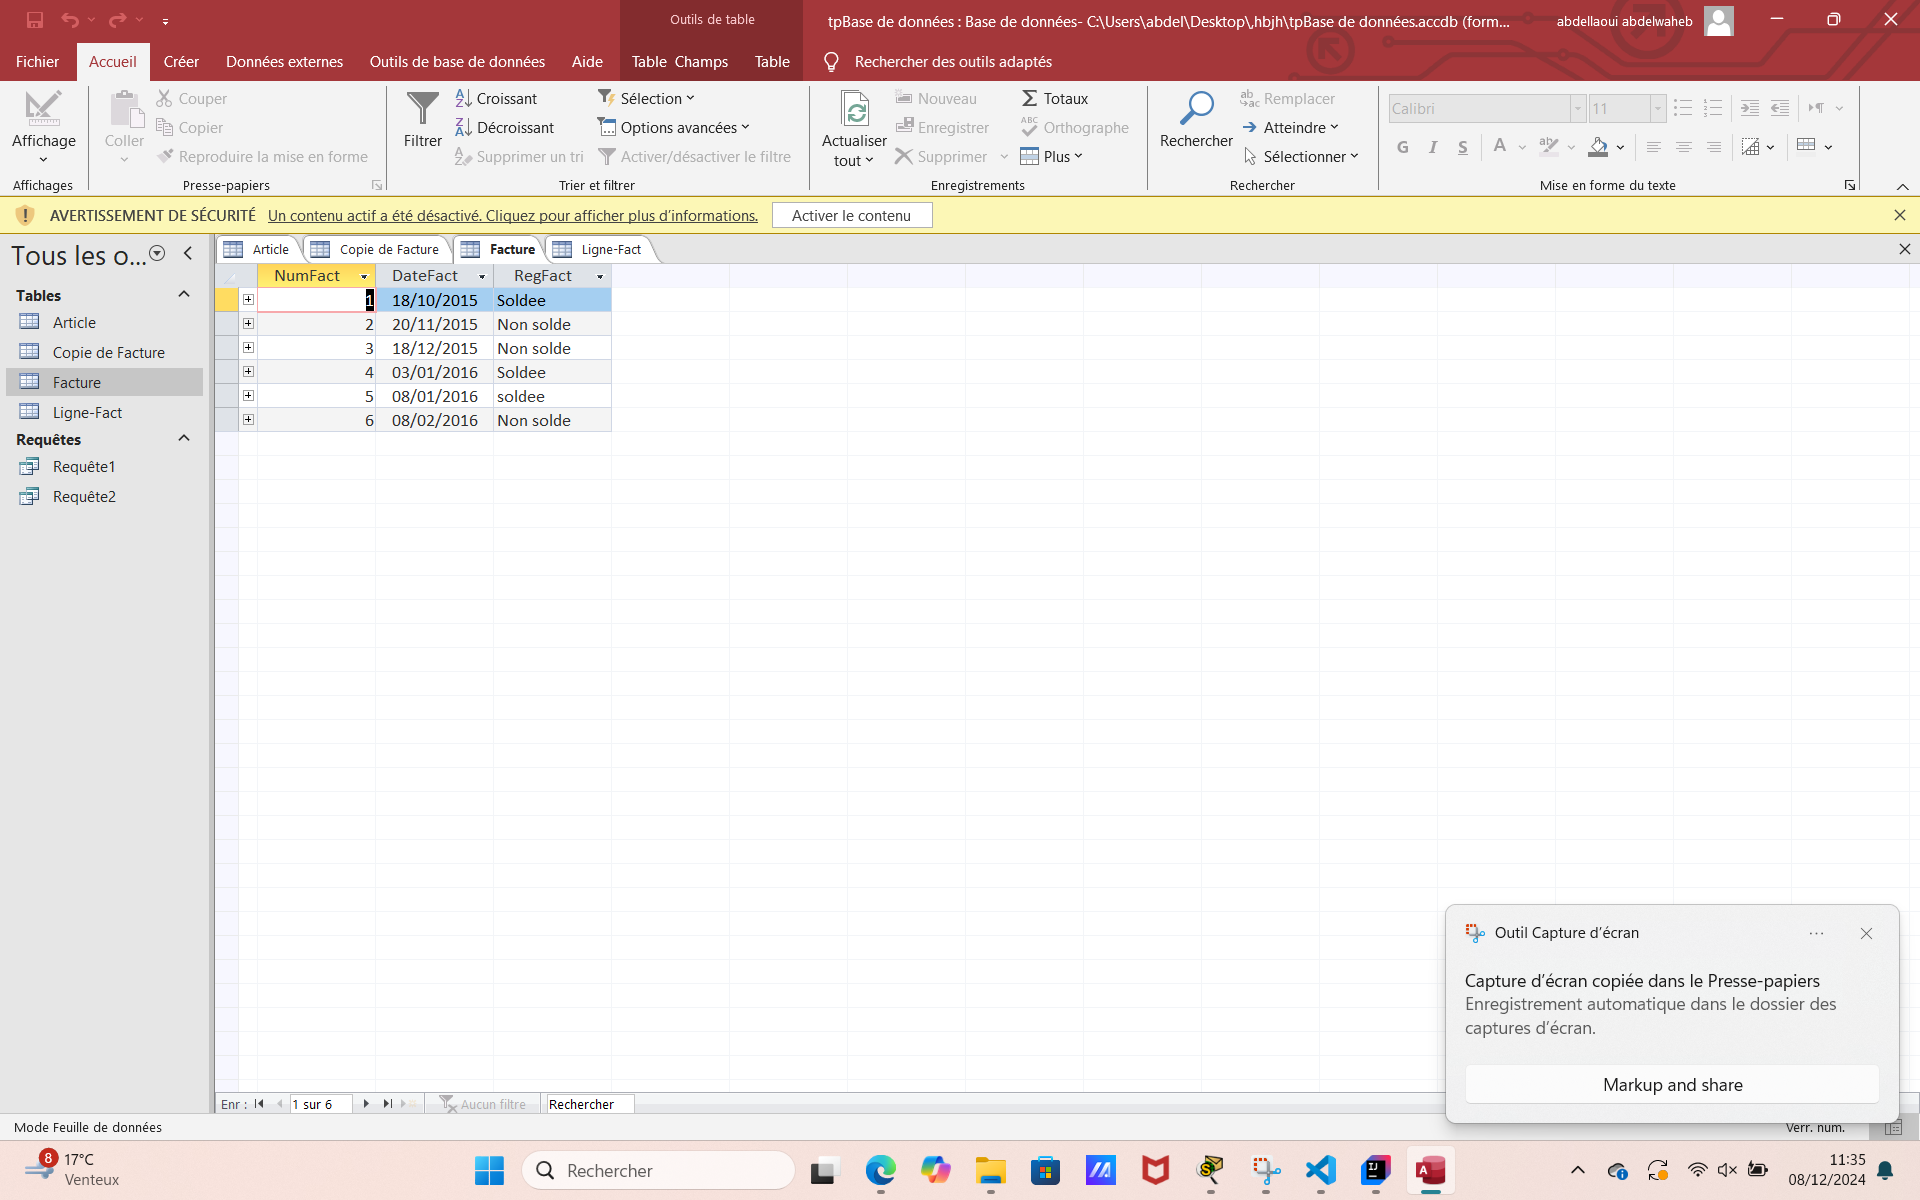 Outils de table
tpBase de données : Base de données- C:\Users\abdel\Desktop\,hbjh\tpBase de données.accdb (form...
abdellaoui abdelwaheb
Fichier Accueil Créer Données externes Outils de base de données Aide Table Champs Table Rechercher des outils adaptés
Affichage
Affichages
Coller
Couper
Copier
Reproduire la mise en forme
Presse-papiers
Filtrer
Croissant
Décroissant
Supprimer un tri
Sélection
Options avancées
Activer/désactiver le filtre
Trier et filtrer
Actualiser
tout
Nouveau
Enregistrer
Supprimer
Totaux
Orthographe
Plus
Enregistrements
Rechercher
Remplacer
Atteindre
Sélectionner
Rechercher
Calibri 11
G I S A
Mise en forme du texte
AVERTISSEMENT DE SÉCURITÉ Un contenu actif a été désactivé. Cliquez pour afficher plus d'informations. Activer le contenu
Tous les o...
Tables
Article
Copie de Facture
Facture
Ligne-Fact
Requêtes
Requête1
Requête2
Article Copie de Facture Facture Ligne-Fact
NumFact DateFact RegFact
1 18/10/2015 Soldee
2 20/11/2015 Non solde
3 18/12/2015 Non solde
4 03/01/2016 Soldee
5 08/01/2016 soldee
6 08/02/2016 Non solde
Outil Capture d'écran
Capture d'écran copiée dans le Presse-papiers
Enregistrement automatique dans le dossier des
captures d'écran.
Markup and share
Enr : 1 sur 6 Aucun filtre Rechercher
Mode Feuille de données
Verr. num.
8 17°C
Venteux
Rechercher
11:35
08/12/2024